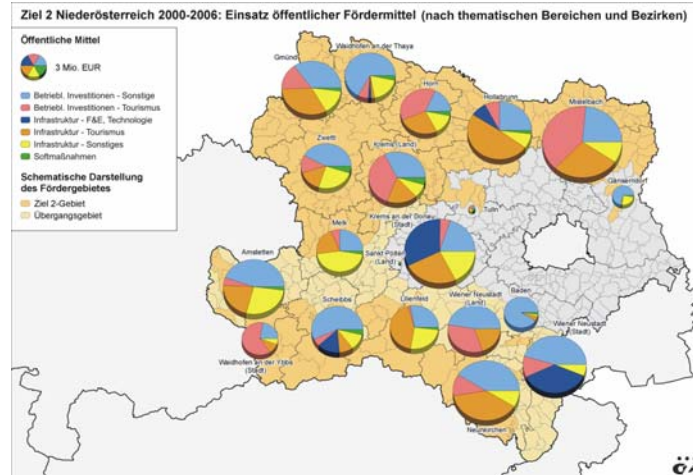 Ziel 2 Niederösterreich 2000-2006: Einsatz öffentlicher Fördermittel (nach thematischen Bereichen und Bezirken)
Öffentliche Mittel
3 Mio. EUR
Betriebl. Investitionen - Sonstige
Betriebl. Investitionen - Tourismus
Infrastruktur - F&E, Technologie
Infrastruktur - Tourismus
Infrastruktur - Sonstiges
Softmaßnahmen
Schematische Darstellung
des Fördergebietes
Ziel 2-Gebiet
Übergangsgebiet
Waidhofen an der Thaya
Gmünd
Horn
Hollabrunn
Mistelbach
Zwettl
Krems (Land)
Gänserndorf
Krems an der Donau
(Stadt)
Tulln
Melk
Sankt Pölten
(Land)
Amstetten
Scheibbs
Lilienfeld
Wiener Neustadt
(Land)
Baden
Wiener Neustadt
(Stadt)
Waidhofen an der Ybbs
(Stadt)
Neunkirchen